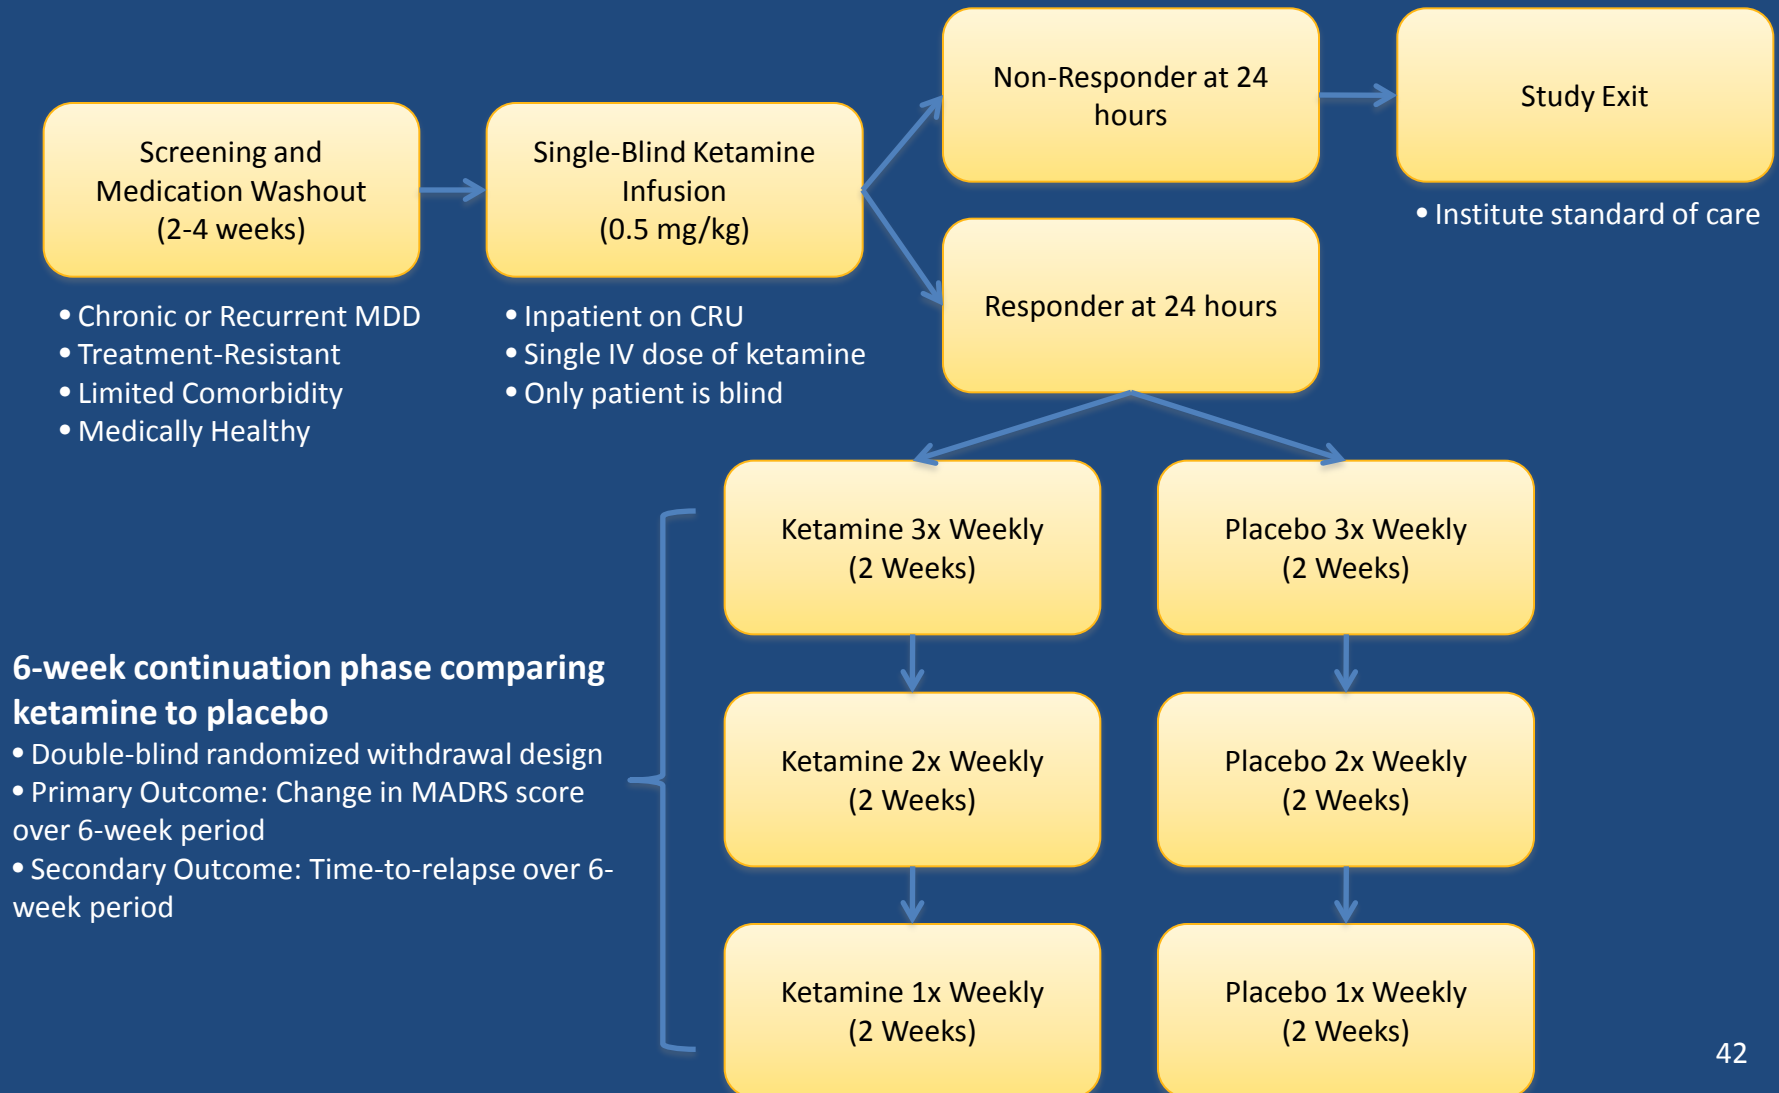 Screening and
Medication Washout
(2-4 weeks)
• Chronic or Recurrent MDD
• Treatment-Resistant
• Limited Comorbidity
• Medically Healthy
Single-Blind Ketamine
Infusion
(0.5 mg/kg)
• Inpatient on CRU
• Single IV dose of ketamine
• Only patient is blind
Non-Responder at 24
hours
Study Exit
• Institute standard of care
Responder at 24 hours
Ketamine 3x Weekly
(2 Weeks)
Placebo 3x Weekly
(2 Weeks)
6-week continuation phase comparing
ketamine to placebo
• Double-blind randomized withdrawal design
• Primary Outcome: Change in MADRS score
over 6-week period
• Secondary Outcome: Time-to-relapse over 6-
week period
Ketamine 2x Weekly
(2 Weeks)
Placebo 2x Weekly
(2 Weeks)
Ketamine 1x Weekly
(2 Weeks)
Placebo 1x Weekly
(2 Weeks)
42